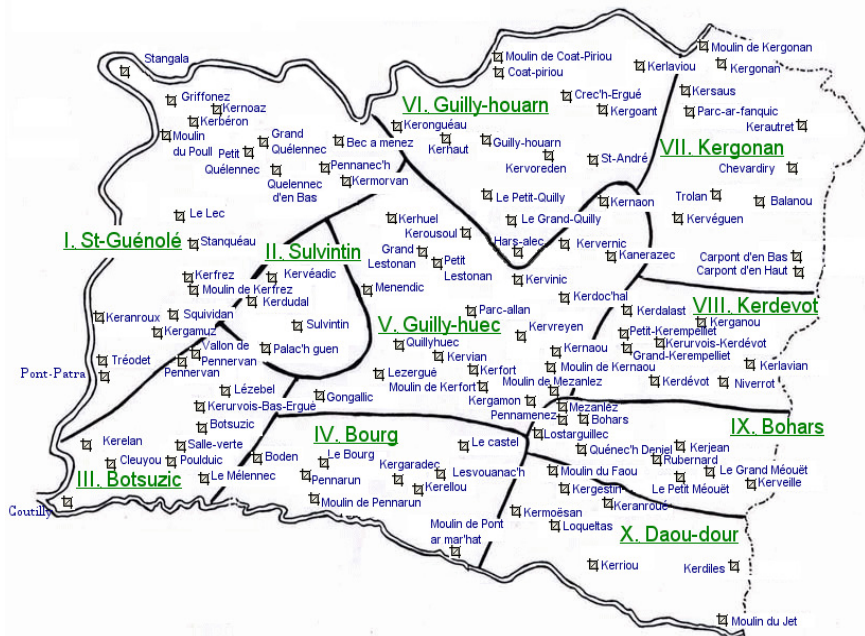 Stangala
Moulin de Coat-Piriou
Coat-piriou
Kerlaviou
Moulin de Kergonan
Kergonan
Griffonez
Kernoaz
Kerbéron
VI. Guilly-houarn
Crec'h-Ergué
Kergoant
Kersaus
Parc-ar-fanquic
Kerautret
Moulin
du Poull
Grand
Quélennec
Petit
Quélennec
Bec a menez
Keronguéau
Kerhaut
Guilly-houarn
Kervoreden
St-André
VII. Kergonan
Chevardiry
Quelennec
d'en Bas
Pennanec'h
Kermorvan
Le Petit-Quilly
Le Grand-Quilly
Kernaon
Trolan
Balanou
Kervéguen
Le Lec
Stanquéau
I. St-Guénolé
II. Sulvintin
Kerhuel
Kerousoul
Grand
Lestonan
Petit
Lestonan
Hars-alec
Kervernic
Kanerazec
Carpont d'en Bas
Carpont d'en Haut
Kerfrez
Moulin de Kerfrez
Kervéadic
Kerdudal
Menendic
Kervinic
Kerdoc'hal
VIII. Kerdevot
Keranroux
Squividan
Kergamuz
Sulvintin
Parc-allan
V. Guilly-huec
Kervreyen
Kerdalast
Kerganou
Petit-Kerempelliet
Kerurvois-Kerdévot
Grand-Kerempelliet
Tréodet
Pont-Patra
Vallon de
Pennervan
Pennervan
Palac'h guen
Quillyhuec
Kervian
Kernaou
Moulin de Kernaou
Kerlavian
Lezergué
Kerfort
Moulin de Kerfort
Moulin de Mezanlez
Kerdévot
Niverrot
Lézebel
Kerurvois-Bas-Ergué
Gongallic
Kergamon
Pennamenez
Mezanlez
Bohars
IX. Bohars
Botsuzic
Lostarguillec
Kerelan
Salle-verte
Cleuyou
Poulduic
III. Botsuzic
Le Mélennec
Boden
IV. Bourg
Le Bourg
Pennarun
Moulin de Pennarun
Kergaradec
Kerellou
Le castel
Lesvouanac'h
Quénec'h Deniel
Kerjean
Rubernard
Le Grand Méouët
Le Petit Méouët
Kerveille
Moulin du Faou
Kergestin
Keranroué
Kermoësan
Loqueltas
X. Daou-dour
Moulin de Pont
ar mar'hat
Kerriou
Kerdiles
Moulin du Jet